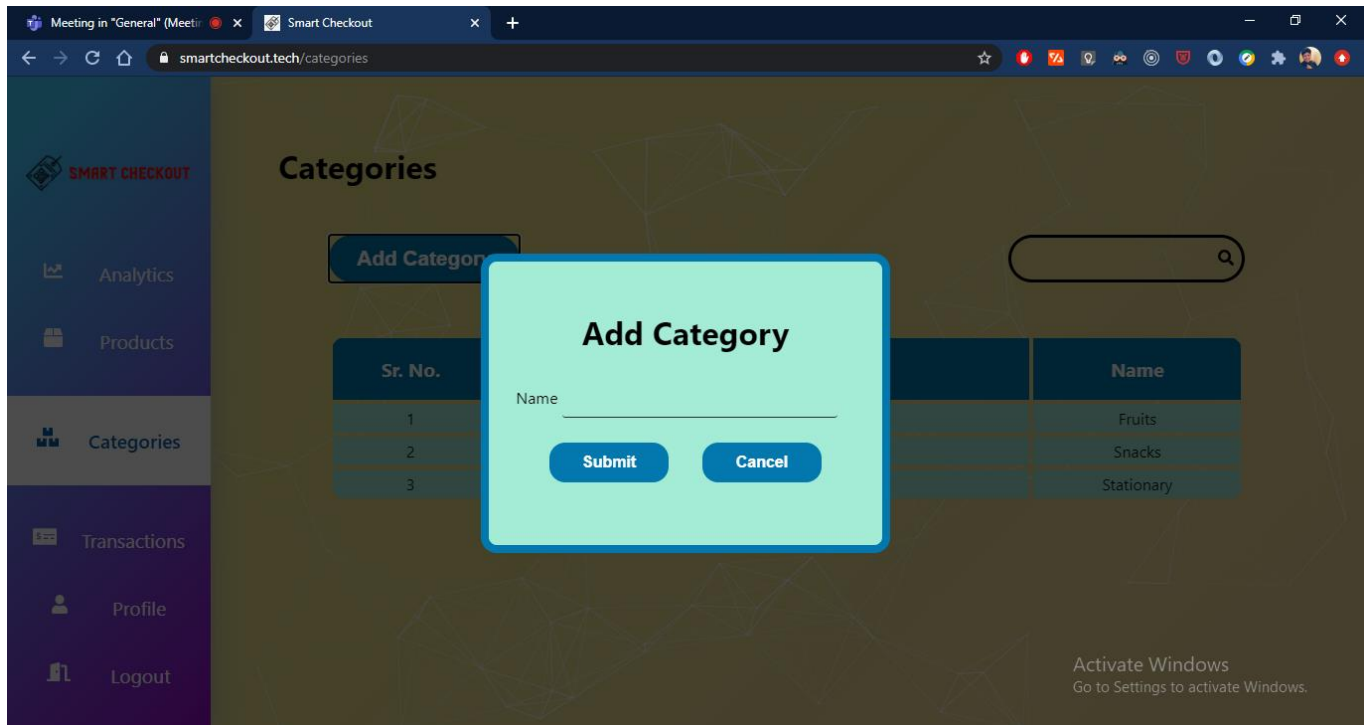 Meeting in "General" (Meetin
Smart Checkout
smartcheckout.tech/categories
SMART CHECKOUT
Analytics
Products
Categories
Transactions
Profile
Logout
Categories
Add Categor
Sr. No.
Name
1
Fruits
2
Snacks
3
Stationary
Add Category
Name
Submit
Cancel
Activate Windows
Go to Settings to activate Windows.